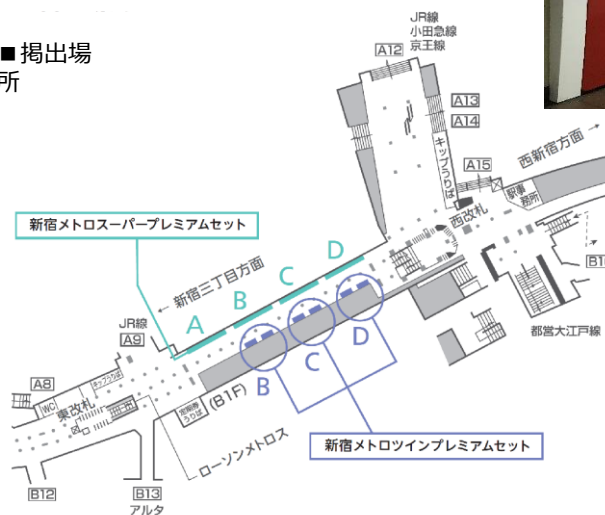 ■掲出場
所
JR線
小田急線
京王線
A12
A13
A14
キップうりば
A15
西新宿方面 →
駅事
務所
西改札
新宿メトロスーパープレミアムセット
← 新宿三丁目方面
A
B
C
D
都営大江戸線
JR線
A9
A8
WC
キップうりば
東改札
定期券
うりば
(B1F)
B
C
D
新宿メトロツインプレミアムセット
ローソンメトロス
B12
B13
アルタ